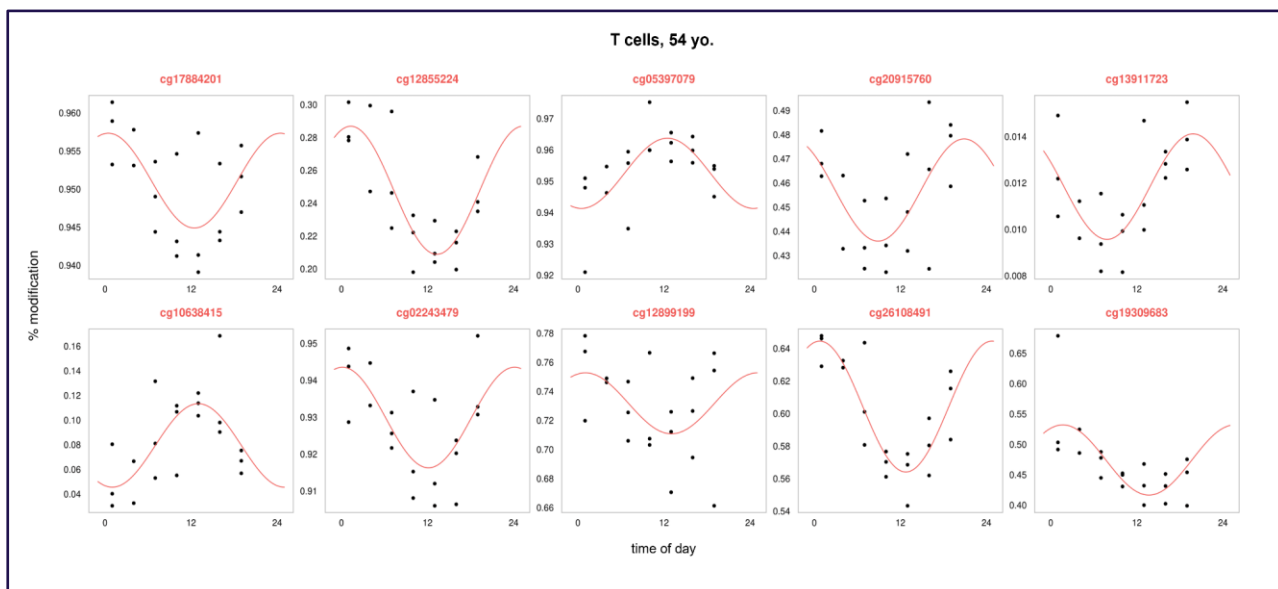 T cells, 54 yo.
% modification
cg17884201
0.960
0.955
0.950
0.945
0.940
0 12 24
cg12855224
0.30
0.28
0.26
0.24
0.22
0.20
0 12 24
cg05397079
0.97
0.96
0.95
0.94
0.93
0.92
0 12 24
cg20915760
0.49
0.48
0.47
0.46
0.45
0.44
0.43
0 12 24
cg13911723
0.014
0.012
0.010
0.008
0 12 24
cg10638415
0.16
0.14
0.12
0.10
0.08
0.06
0.04
0 12 24
cg02243479
0.95
0.94
0.93
0.92
0.91
0 12 24
cg12899199
0.78
0.76
0.74
0.72
0.70
0.68
0.66
0 12 24
cg26108491
0.64
0.62
0.60
0.58
0.56
0.54
0 12 24
cg19309683
0.65
0.60
0.55
0.50
0.45
0.40
0 12 24
time of day